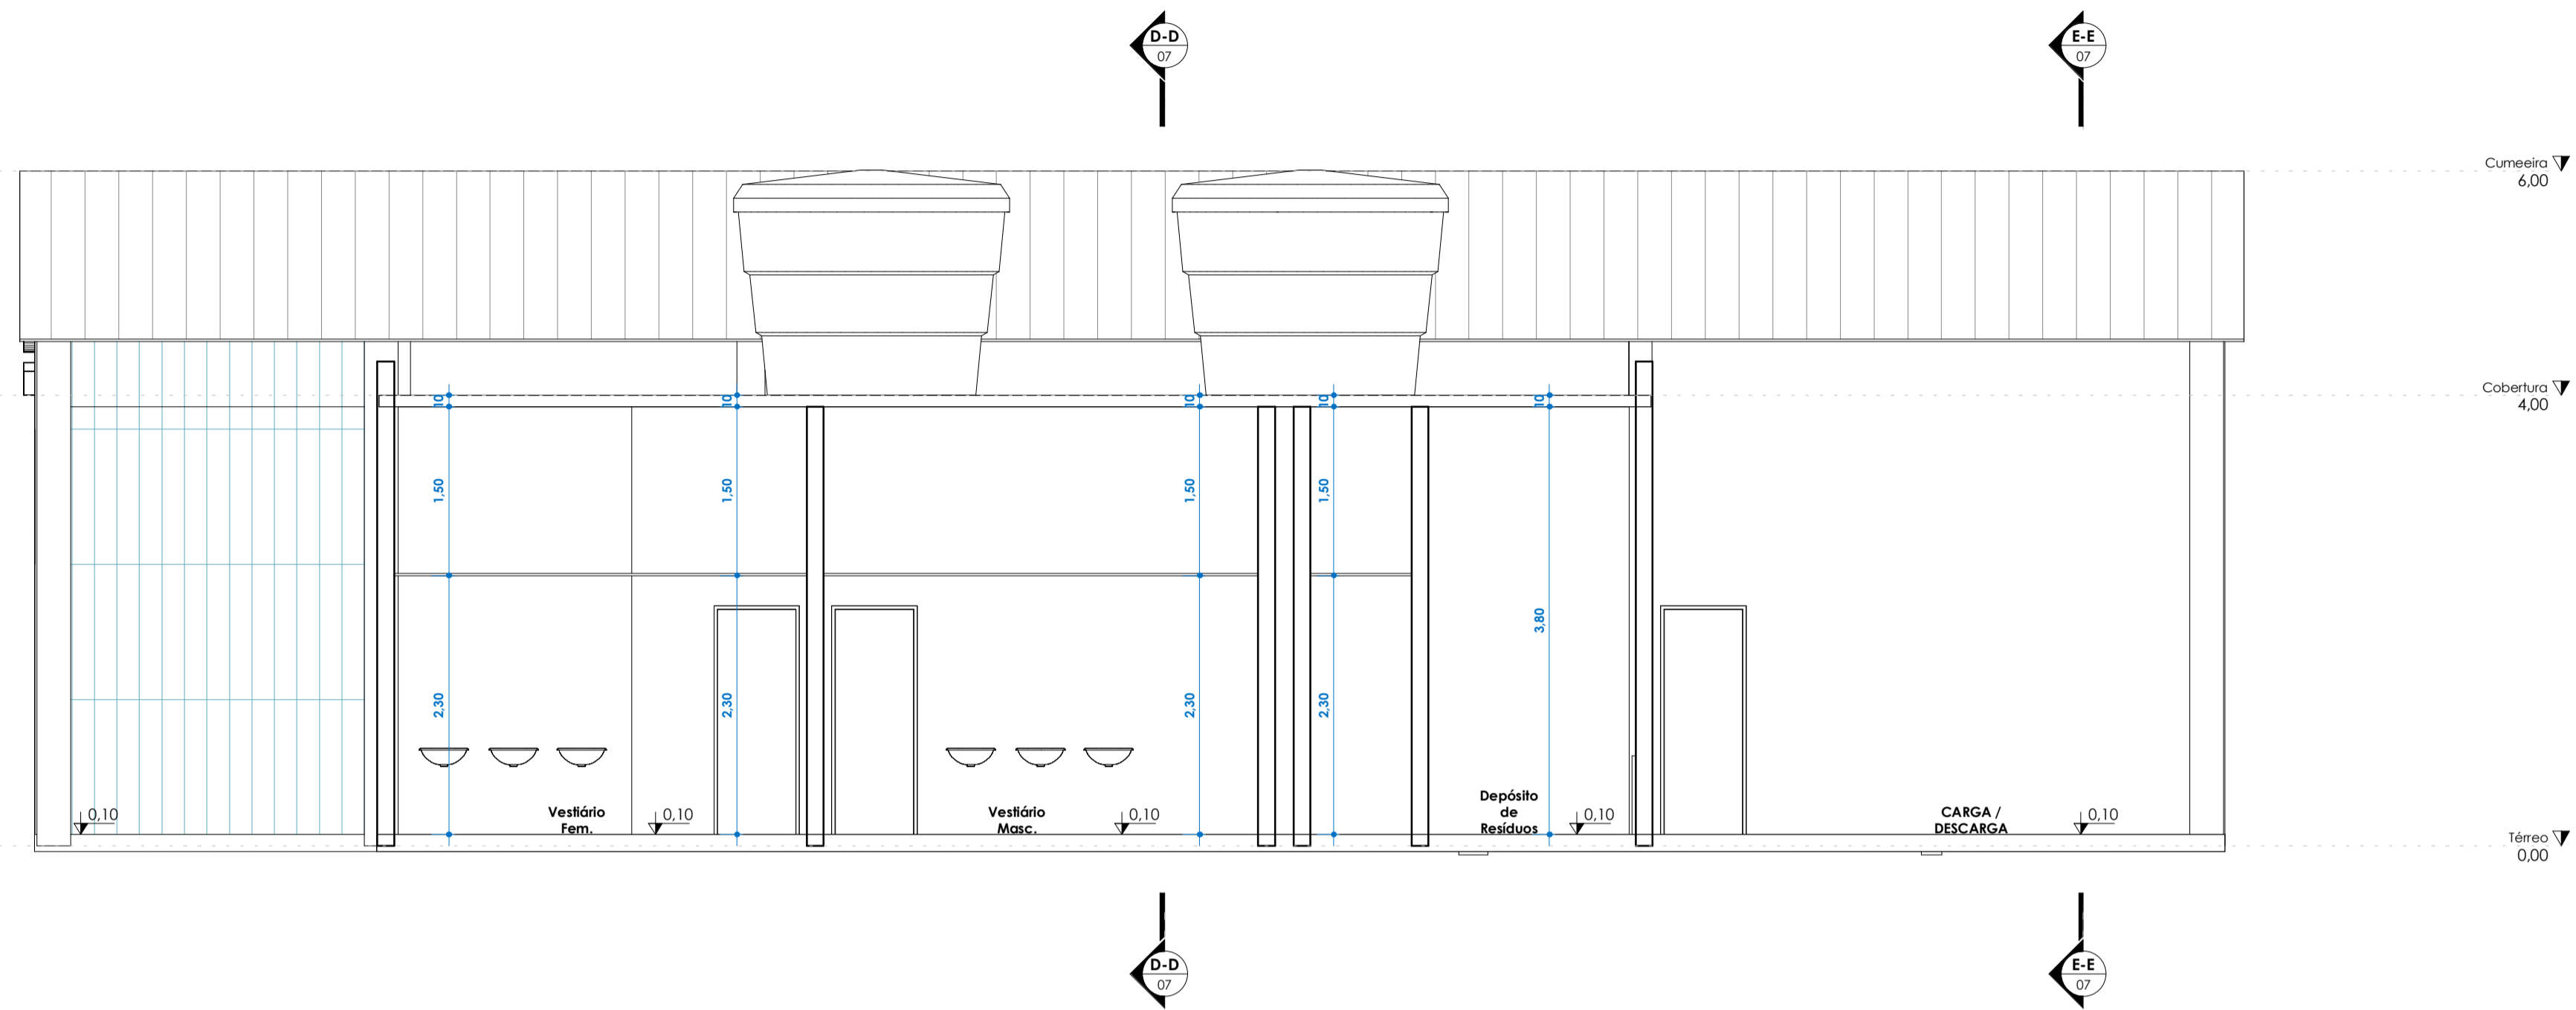 D-D
07
E-E
07
Cumeeira
6,00
Cobertura
4,00
10
10
10
10
10
1,50
1,50
1,50
1,50
3,80
2,30
2,30
2,30
2,30
0,10
Vestiário
Fem.
0,10
Vestiário
Masc.
0,10
Depósito
de
Resíduos
0,10
CARGA /
DESCARGA
0,10
Térreo
0,00
D-D
07
E-E
07